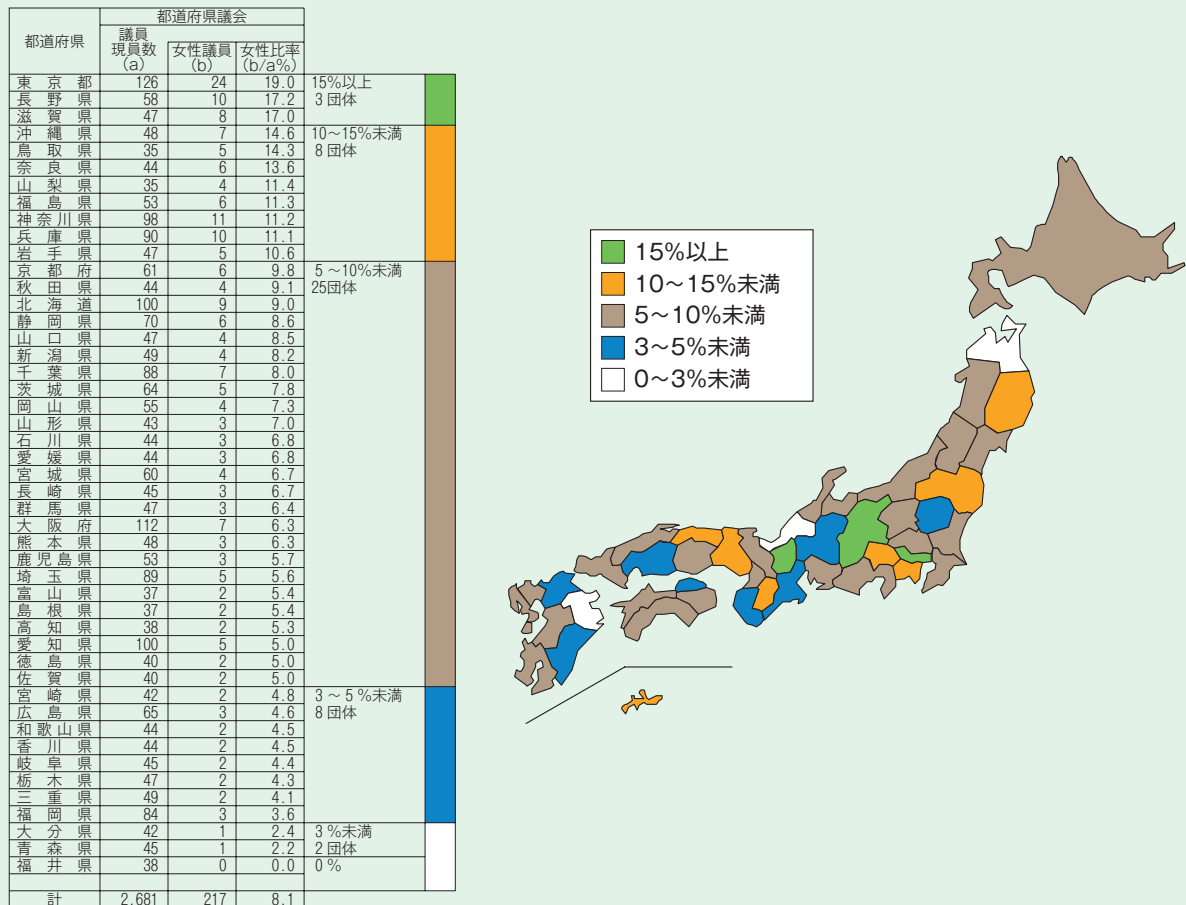 都道府県 都道府県議会
議員現員数(a) 女性議員(b) 女性比率(b/a%)
東京都 126 24 19.0 15%以上
長野県 58 10 17.2 3団体
滋賀県 47 8 17.0
沖縄県 48 7 14.6 10～15%未満
鳥取県 35 5 14.3 8団体
奈良県 44 6 13.6
山梨県 35 4 11.4
福島県 53 6 11.3
神奈川県 98 11 11.2
兵庫県 90 10 11.1
岩手県 47 5 10.6
京都府 61 6 9.8 5～10%未満
秋田県 44 4 9.1 25団体
北海道 100 9 9.0
静岡県 70 6 8.6
山口県 47 4 8.5
新潟県 49 4 8.2
千葉県 88 7 8.0
茨城県 64 5 7.8
岡山県 55 4 7.3
山形県 43 3 7.0
石川県 44 3 6.8
愛媛県 44 3 6.8
宮城県 60 4 6.7
長崎県 45 3 6.7
群馬県 47 3 6.4
大阪府 112 7 6.3
熊本県 48 3 6.3
鹿児島県 53 3 5.7
埼玉県 89 5 5.6
富山県 37 2 5.4
島根県 37 2 5.4
高知県 38 2 5.3
愛知県 100 5 5.0
徳島県 40 2 5.0
佐賀県 40 2 5.0
宮崎県 42 2 4.8 3～5%未満
広島県 65 3 4.6 8団体
和歌山県 44 2 4.5
香川県 44 2 4.5
岐阜県 45 2 4.4
栃木県 47 2 4.3
三重県 49 2 4.1
福岡県 84 3 3.6
大分県 42 1 2.4 3%未満
青森県 45 1 2.2 2団体
福井県 38 0 0.0 0%
計 2,681 217 8.1
15%以上
10～15%未満
5～10%未満
3～5%未満
0～3%未満